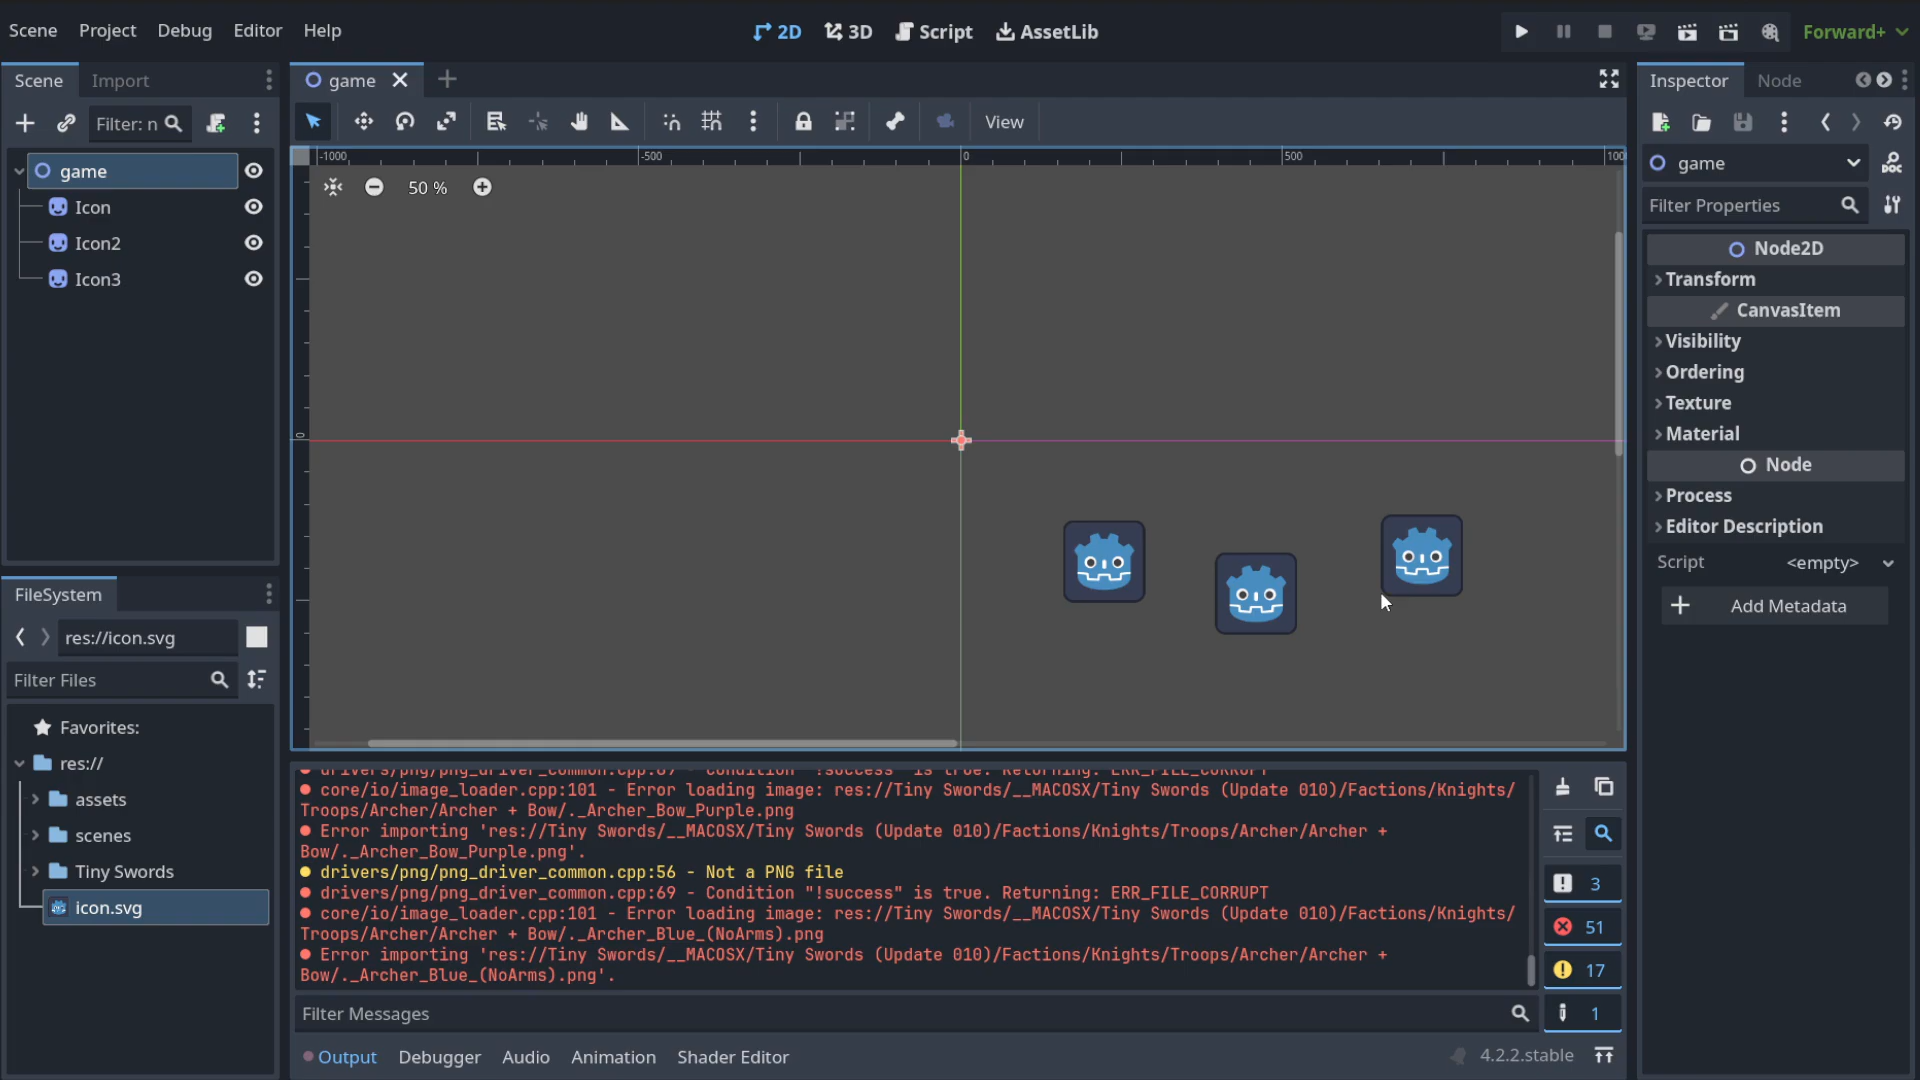 Scene Project Debug Editor Help
2D 3D Script AssetLib
Forward+
Scene Import
game
Inspector Node
Filter: n
View
game
game
Icon
Icon2
Icon3
-1000 -500 0 500 100
0
50 %
Filter Properties
Node2D
Transform
CanvasItem
Visibility
Ordering
Texture
Material
Node
Process
Editor Description
Script <empty>
Add Metadata
FileSystem
res://icon.svg
Filter Files
Favorites:
res://
assets
scenes
Tiny Swords
icon.svg
core/io/image_loader.cpp:101 - Error loading image: res://Tiny Swords/__MACOSX/Tiny Swords (Update 010)/Factions/Knights/
Troops/Archer/Archer + Bow/._Archer_Bow_Purple.png
Error importing 'res://Tiny Swords/__MACOSX/Tiny Swords (Update 010)/Factions/Knights/Troops/Archer/Archer +
Bow/._Archer_Bow_Purple.png'.
drivers/png/png_driver_common.cpp:56 - Not a PNG file
drivers/png/png_driver_common.cpp:69 - Condition "!success" is true. Returning: ERR_FILE_CORRUPT
core/io/image_loader.cpp:101 - Error loading image: res://Tiny Swords/__MACOSX/Tiny Swords (Update 010)/Factions/Knights/
Troops/Archer/Archer + Bow/._Archer_Blue_(NoArms).png
Error importing 'res://Tiny Swords/__MACOSX/Tiny Swords (Update 010)/Factions/Knights/Troops/Archer/Archer +
Bow/._Archer_Blue_(NoArms).png'.
3
51
17
1
Filter Messages
Output Debugger Audio Animation Shader Editor
4.2.2.stable